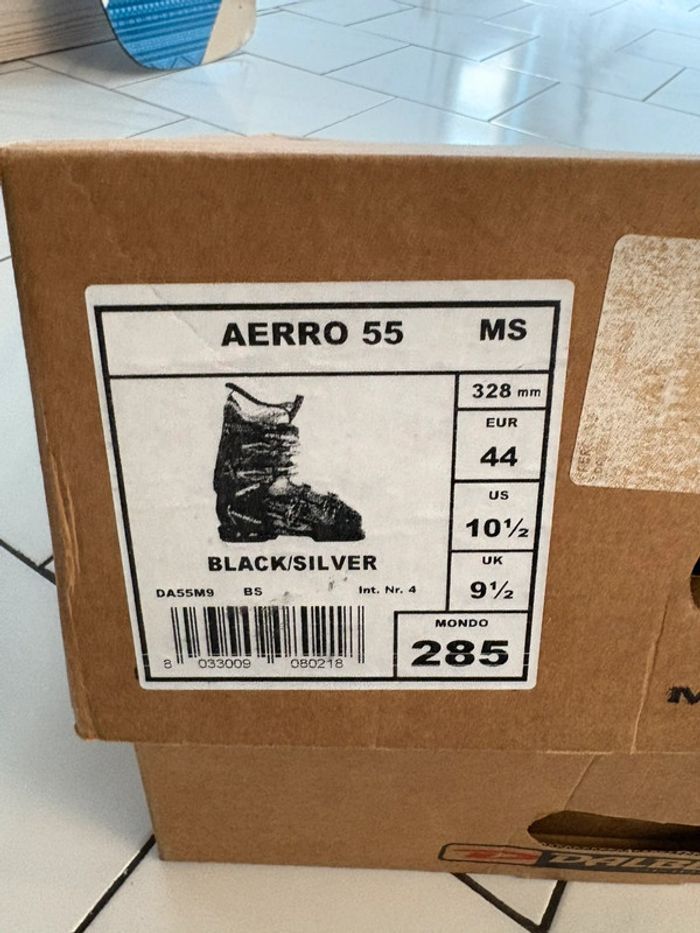 AERRO 55 MS
328 mm
EUR
44
US
10½
UK
9½
BLACK/SILVER
DA55M9 BS Int. Nr. 4
8 033009 080218
MONDO
285